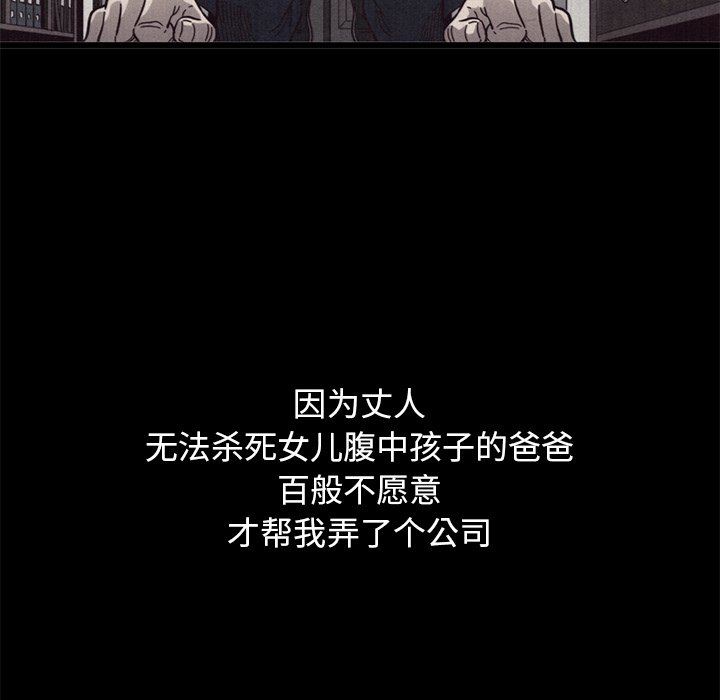 因为丈人
无法杀死女儿腹中孩子的爸爸
百般不愿意
才帮我弄了个公司